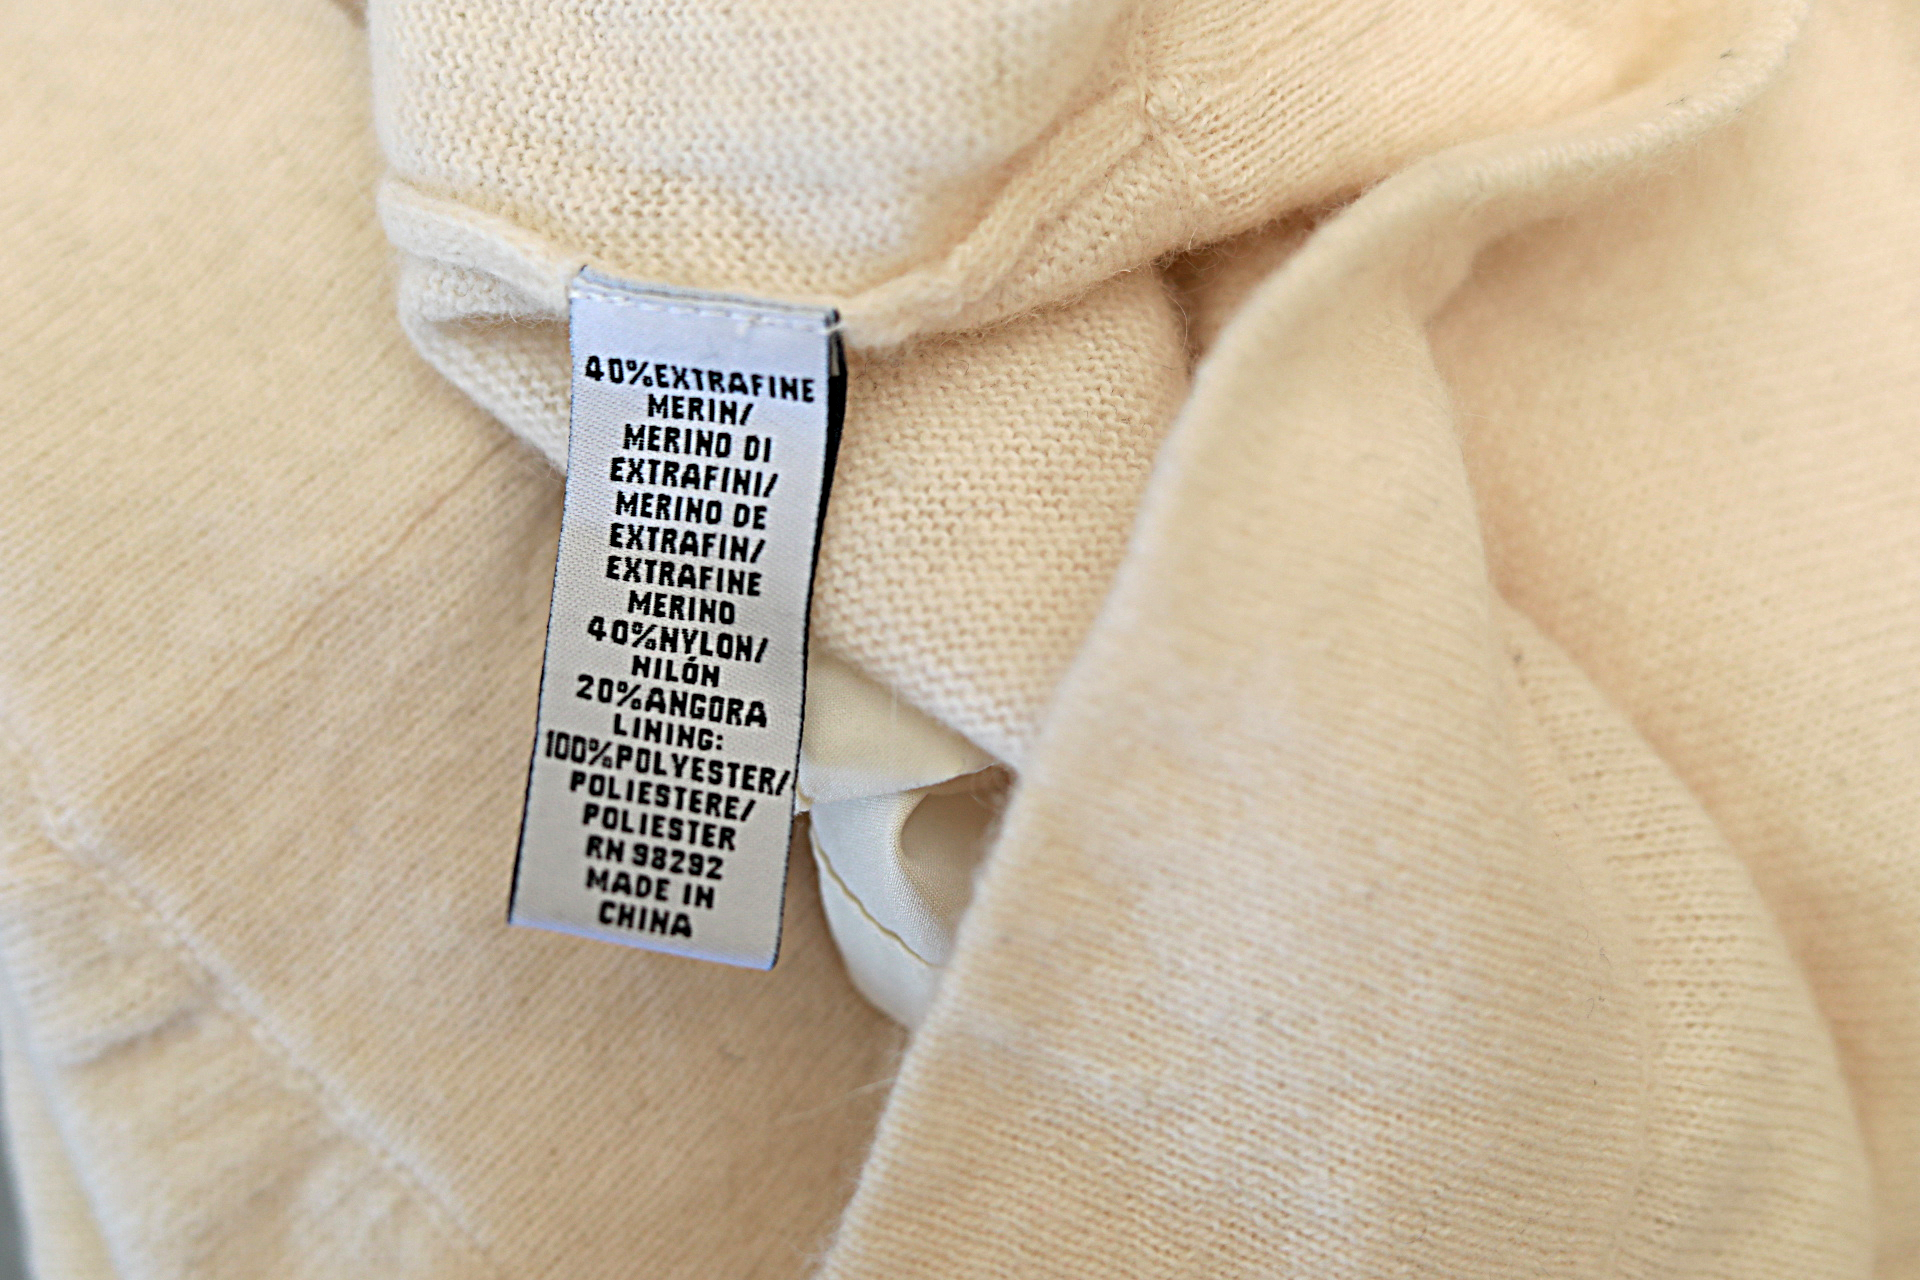 40%EXTRAFINE
MERIN/
MERINO DI
EXTRAFINI/
MERINO DE
EXTRAFIN/
EXTRAFINE
MERINO
40%NYLON/
NILÓN
20%ANGORA
LINING:
100%POLYESTER/
POLIESTERE/
POLIESTER
RN 98292
MADE IN
CHINA